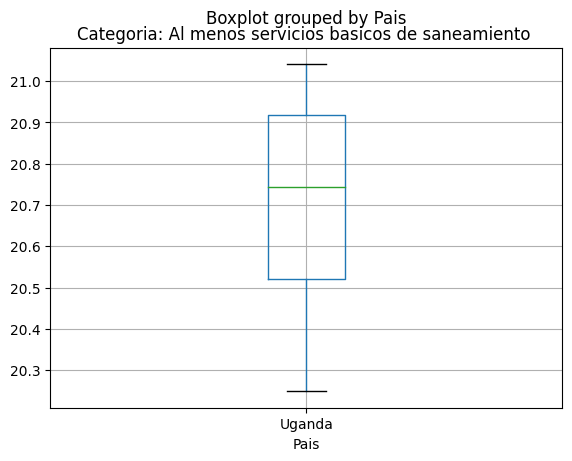 Boxplot grouped by Pais
Categoria: Al menos servicios basicos de saneamiento
21.0
20.9
20.8
20.7
20.6
20.5
20.4
20.3
Uganda
Pais